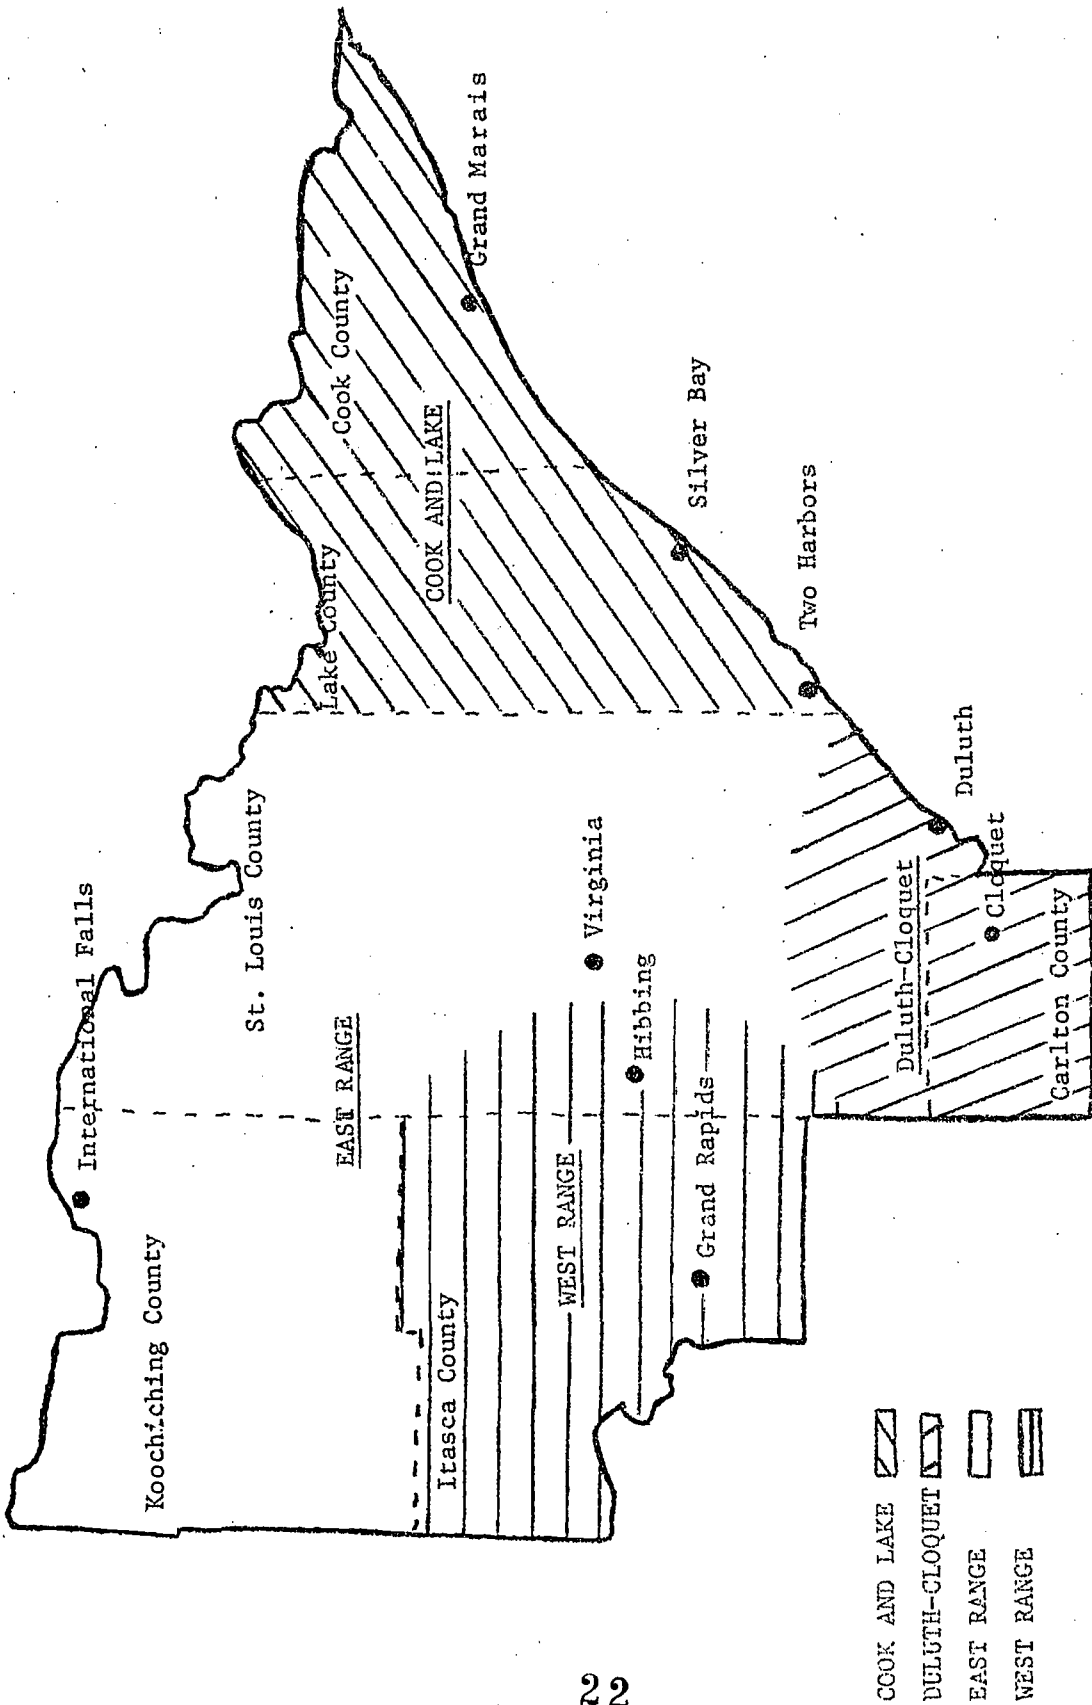 International Falls
Koochiching County
St. Louis County
EAST RANGE
Lake County
Cook County
COOK AND LAKE
Itasca County
Grand Marais
WEST RANGE
Virginia
Hibbing
Silver Bay
Grand Rapids
Two Harbors
Duluth-Cloquet
Duluth
Cloquet
Carlton County
COOK AND LAKE
DULUTH-CLOQUET
EAST RANGE
WEST RANGE
22